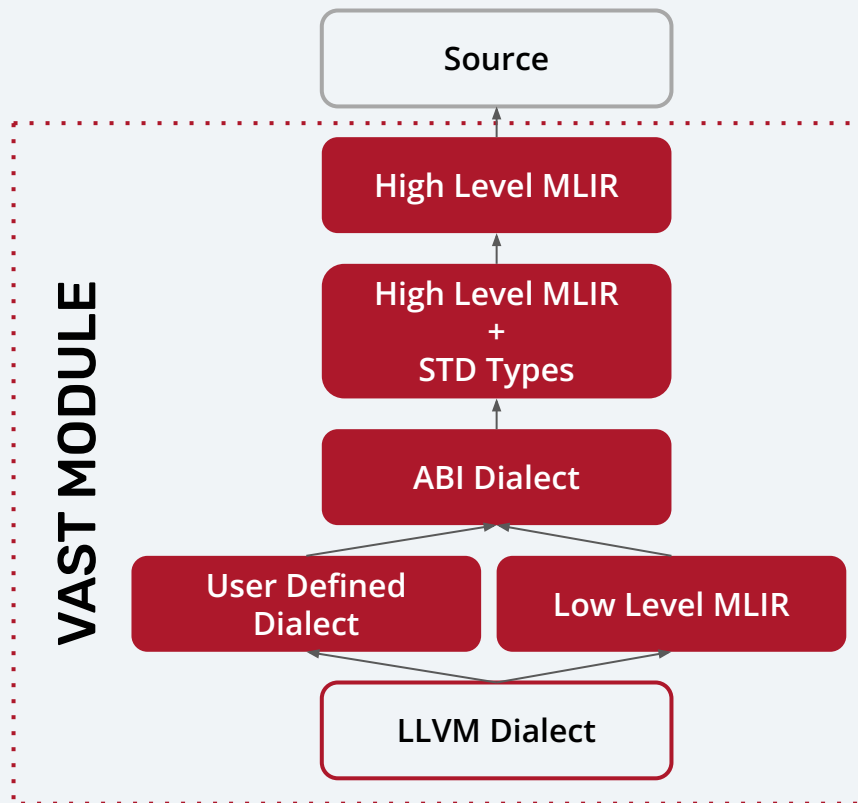 Source
High Level MLIR
High Level MLIR
+
STD Types
VAST MODULE
ABI Dialect
User Defined
Dialect
Low Level MLIR
LLVM Dialect